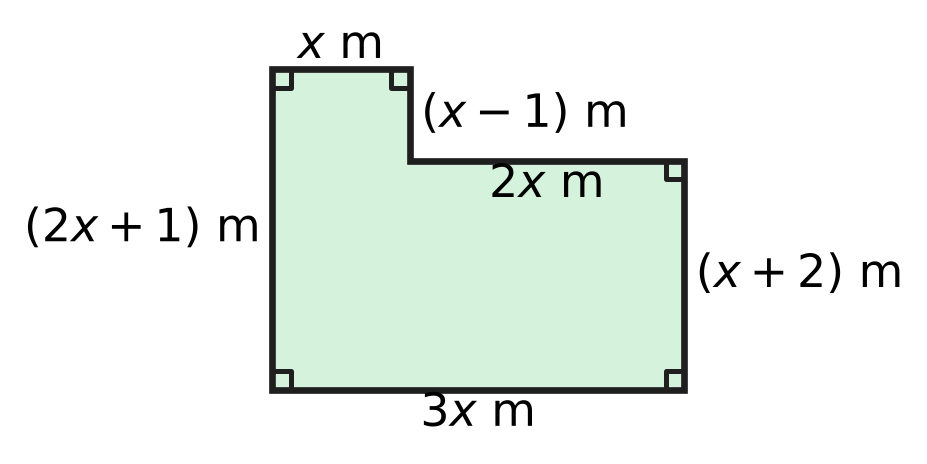 x m
(x − 1) m
2x m
(2x + 1) m
(x + 2) m
3x m